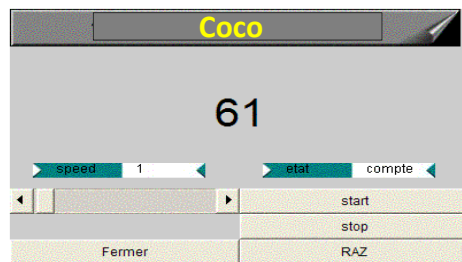 Coco
61
speed 1 etat compte
start
stop
Fermer RAZ